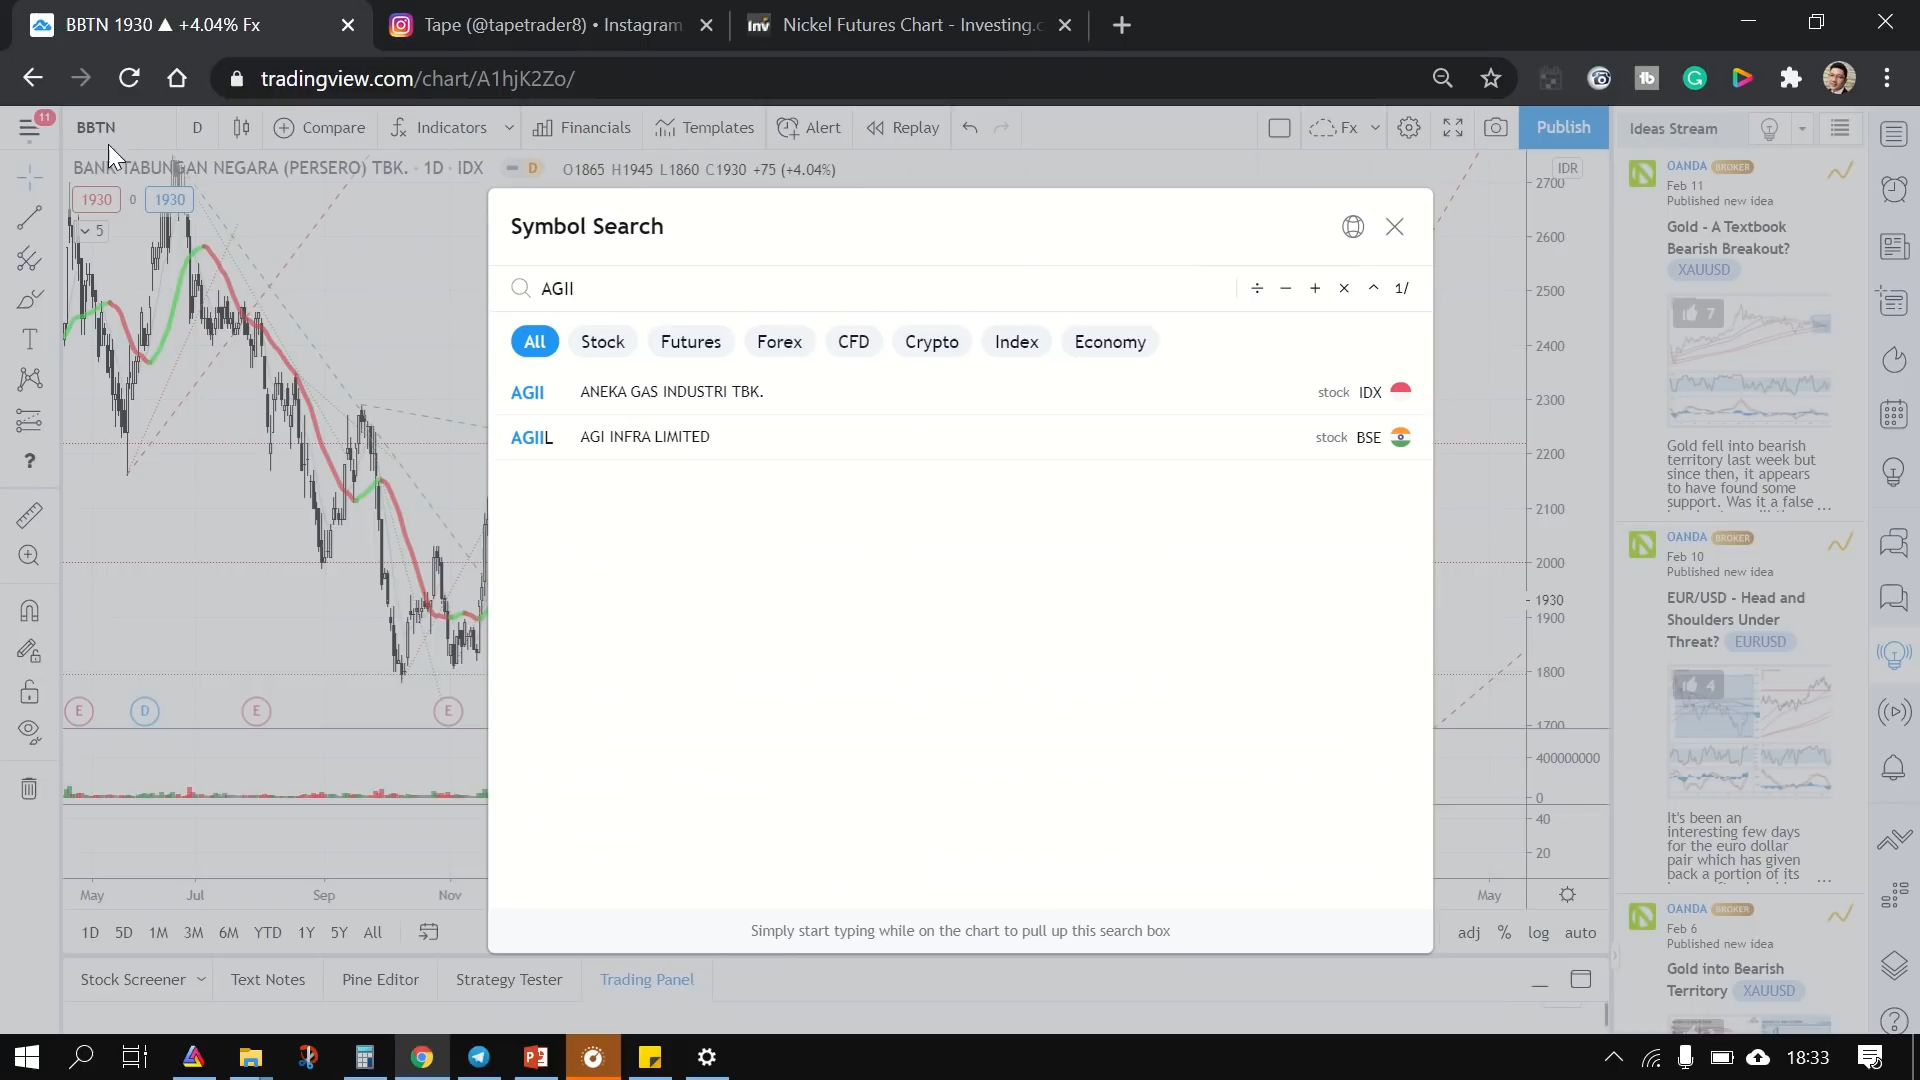 BBTN 1930 ▲ +4.04% Fx
Tape (@tapetrader8) • Instagram
Inv Nickel Futures Chart - Investing.c
tradingview.com/chart/A1hjK2Zo/
11
BBTN D Compare Indicators Financials Templates Alert Replay Fx Publish
BANK TABUNGAN NEGARA (PERSERO) TBK. · 1D · IDX D O1865 H1945 L1860 C1930 +75 (+4.04%)
1930 0 1930
5
Symbol Search
AGII
÷ − + × ^ 1/
All Stock Futures Forex CFD Crypto Index Economy
AGII ANEKA GAS INDUSTRI TBK. stock IDX
AGIIL AGI INFRA LIMITED stock BSE
Simply start typing while on the chart to pull up this search box
IDR
2700
2600
2500
2400
2300
2200
2100
2000
1930
1900
1800
1700
400000000
0
40
20
E D E E
May Jul Sep Nov May
1D 5D 1M 3M 6M YTD 1Y 5Y All
adj % log auto
Stock Screener Text Notes Pine Editor Strategy Tester Trading Panel
Ideas Stream
OANDA BROKER
Feb 11
Published new idea
Gold - A Textbook
Bearish Breakout?
XAUUSD
7
Gold fell into bearish
territory last week but
since then, it appears
to have found some
support. Was it a false
OANDA BROKER
Feb 10
Published new idea
EUR/USD - Head and
Shoulders Under
Threat? EURUSD
4
It's been an
interesting few days
for the euro dollar
pair which has given
back a portion of its
OANDA BROKER
Feb 6
Published new idea
Gold into Bearish
Territory XAUUSD
18:33